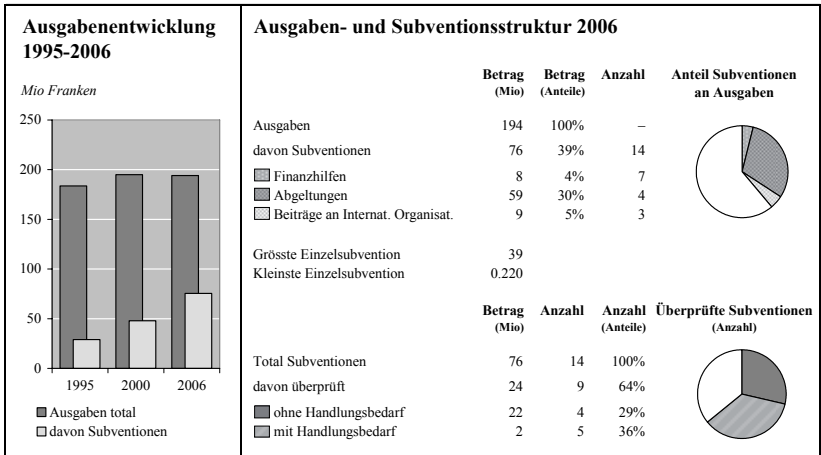 Ausgabenentwicklung
1995-2006
Mio Franken
250
200
150
100
50
0
1995 2000 2006
Ausgaben total
davon Subventionen
Ausgaben- und Subventionsstruktur 2006
Betrag Betrag Anzahl Anteil Subventionen
(Mio) (Anteile) an Ausgaben
Ausgaben 194 100% –
davon Subventionen 76 39% 14
Finanzhilfen 8 4% 7
Abgeltungen 59 30% 4
Beiträge an Internat. Organisat. 9 5% 3
Grösste Einzelsubvention 39
Kleinste Einzelsubvention 0.220
Betrag Anzahl Anzahl Überprüfte Subventionen
(Mio) (Anteile) (Anzahl)
Total Subventionen 76 14 100%
davon überprüft 24 9 64%
ohne Handlungsbedarf 22 4 29%
mit Handlungsbedarf 2 5 36%